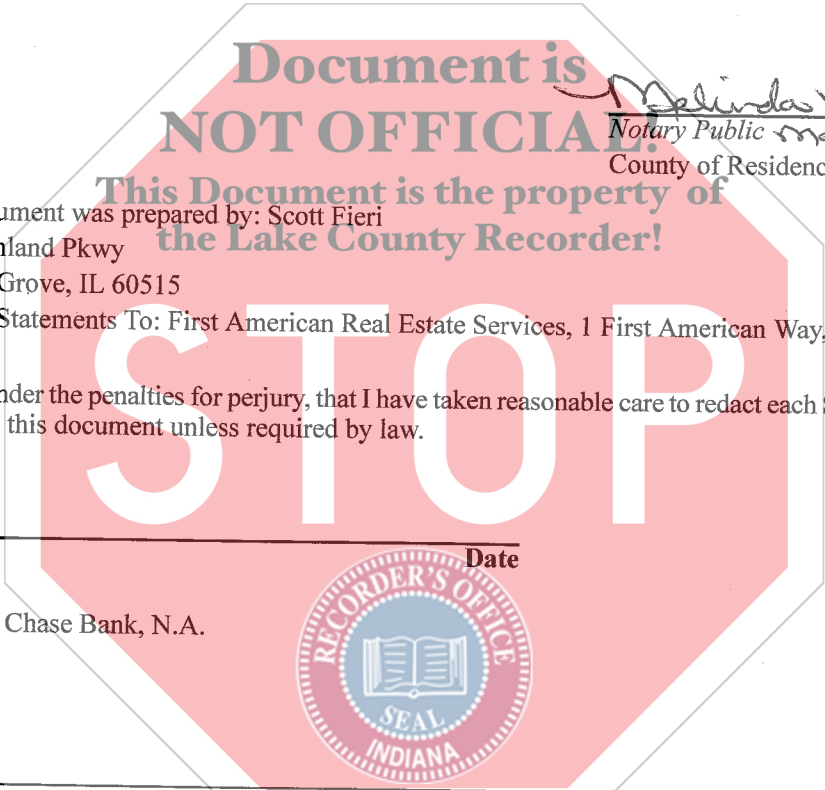 Document is
NOT OFFICIAL!
Melinda
Notary Public
County of Residenc
This Document is the property of
the Lake County Recorder!
ument was prepared by: Scott Fieri
land Pkwy
Grove, IL 60515
Statements To: First American Real Estate Services, 1 First American Way,
nder the penalties for perjury, that I have taken reasonable care to redact each
this document unless required by law.
STOP
Date
Chase Bank, N.A.
RECORDER'S OFFICE
SEAL
INDIANA